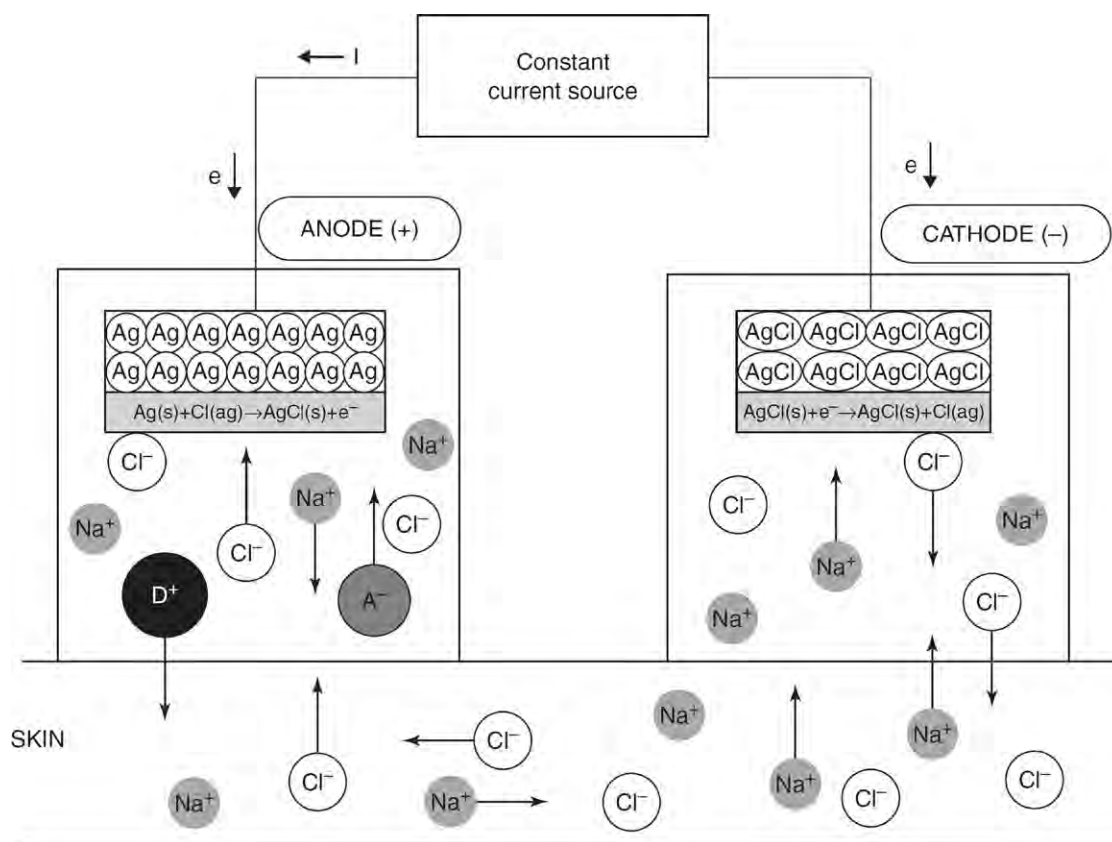 I
Constant
current source
e
e
ANODE (+)
CATHODE (–)
Ag Ag Ag Ag Ag Ag Ag
AgCl AgCl AgCl AgCl
Ag Ag Ag Ag Ag Ag Ag
AgCl AgCl AgCl AgCl
Ag(s)+Cl(ag)→AgCl(s)+e⁻
AgCl(s)+e⁻→AgCl(s)+Cl(ag)
Cl⁻
Na⁺
Cl⁻
Na⁺
Cl⁻
Na⁺
Na⁺
Cl⁻
Cl⁻
Na⁺
D⁺
A⁻
Na⁺
Cl⁻
Na⁺
SKIN
Cl⁻
Na⁺
Na⁺
Cl⁻
Na⁺
Cl⁻
Na⁺
Na⁺
Cl⁻
Cl⁻